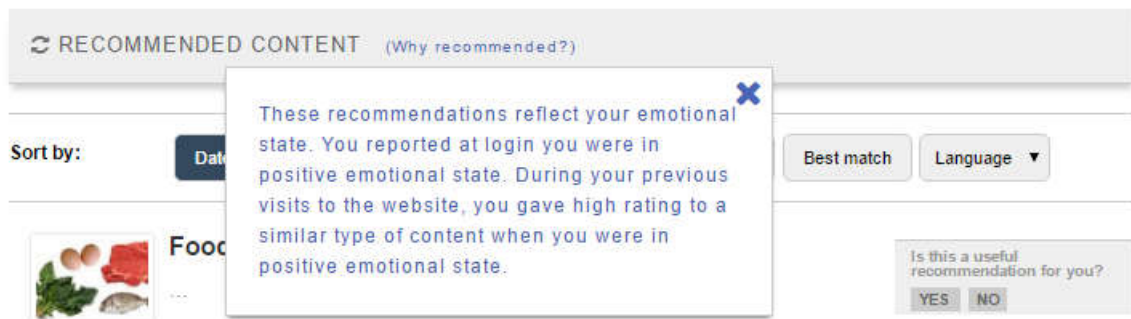 RECOMMENDED CONTENT (Why recommended?)
These recommendations reflect your emotional
state. You reported at login you were in
positive emotional state. During your previous
visits to the website, you gave high rating to a
similar type of content when you were in
positive emotional state.
Sort by:
Best match
Language
Is this a useful
recommendation for you?
YES NO
...